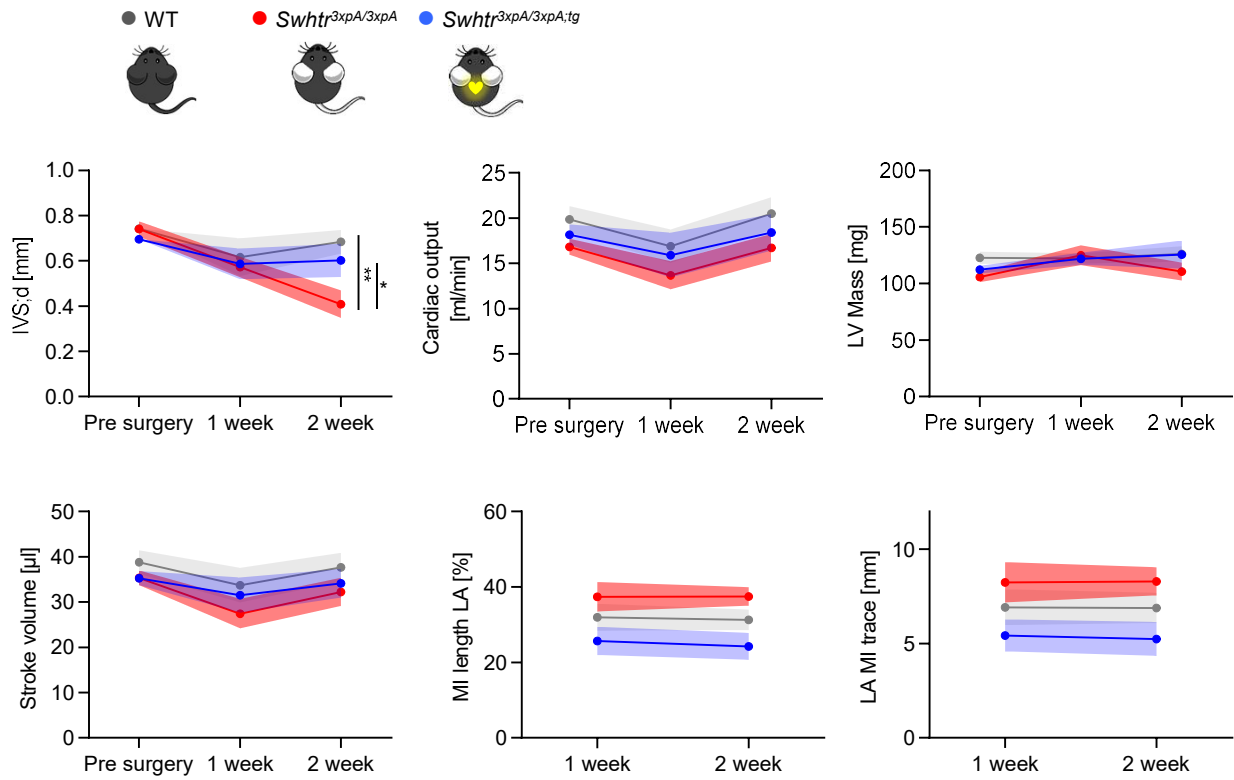 WT
Swhtr3xpA/3xpA
Swhtr3xpA/3xpA;tg
IVS;d [mm]
1.0
0.8
0.6
0.4
0.2
0.0
**
*
Pre surgery
1 week
2 week
Cardiac output
[ml/min]
25
20
15
10
5
0
Pre surgery
1 week
2 week
LV Mass [mg]
200
150
100
50
0
Pre surgery
1 week
2 week
Stroke volume [µl]
50
40
30
20
10
0
Pre surgery
1 week
2 week
MI length LA [%]
60
40
20
0
1 week
2 week
LA MI trace [mm]
10
5
0
1 week
2 week